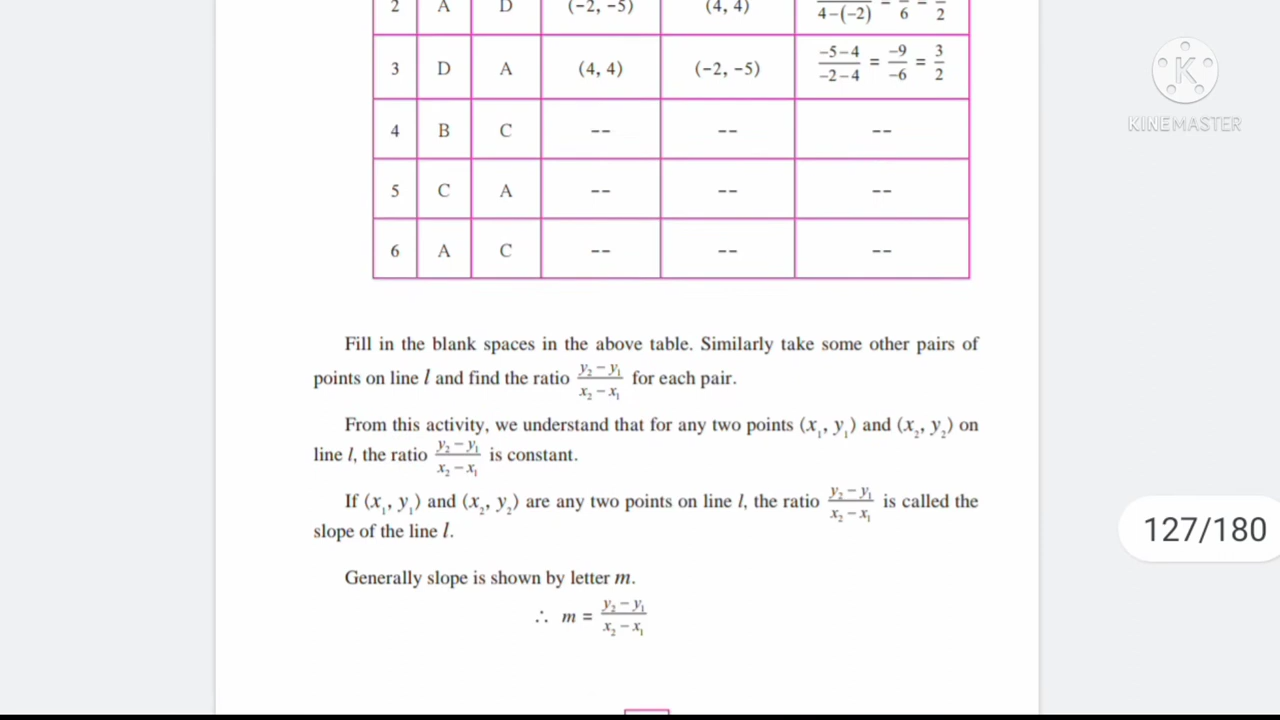 2 A D (-2, -5) (4, 4) 4-(-2) = 6 = 2
3 D A (4, 4) (-2, -5) -5-4/-2-4 = -9/-6 = 3/2
4 B C -- -- --
5 C A -- -- --
6 A C -- -- --
KINEMASTER
Fill in the blank spaces in the above table. Similarly take some other pairs of
points on line l and find the ratio y₂-y₁/x₂-x₁ for each pair.
From this activity, we understand that for any two points (x₁, y₁) and (x₂, y₂) on
line l, the ratio y₂-y₁/x₂-x₁ is constant.
If (x₁, y₁) and (x₂, y₂) are any two points on line l, the ratio y₂-y₁/x₂-x₁ is called the
slope of the line l.
127/180
Generally slope is shown by letter m.
∴ m = y₂-y₁/x₂-x₁